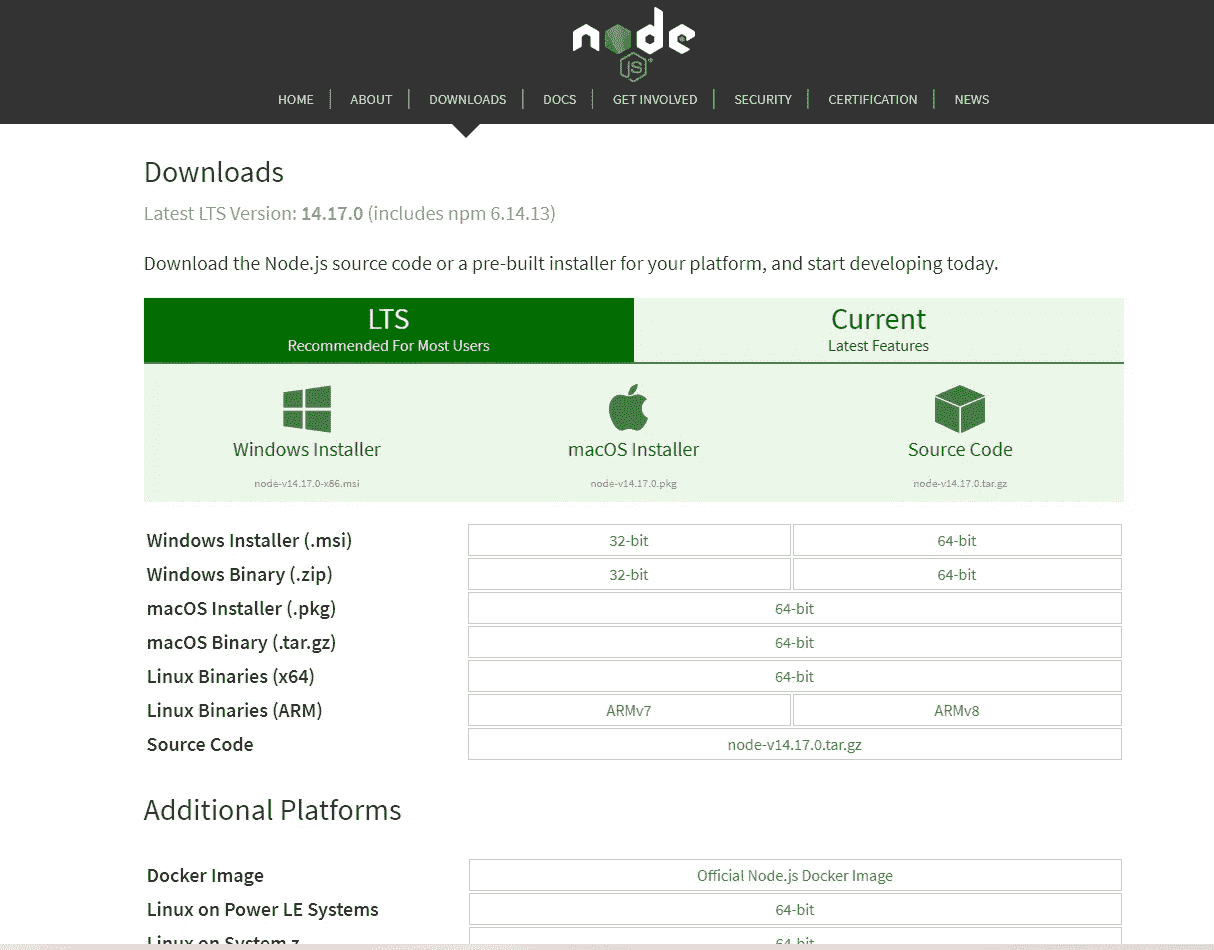 node
JS
HOME ABOUT DOWNLOADS DOCS GET INVOLVED SECURITY CERTIFICATION NEWS
Downloads
Latest LTS Version: 14.17.0 (includes npm 6.14.13)
Download the Node.js source code or a pre-built installer for your platform, and start developing today.
LTS
Recommended For Most Users
Current
Latest Features
Windows Installer
node-v14.17.0-x86.msi
macOS Installer
node-v14.17.0.pkg
Source Code
node-v14.17.0.tar.gz
Windows Installer (.msi) 32-bit 64-bit
Windows Binary (.zip) 32-bit 64-bit
macOS Installer (.pkg) 64-bit
macOS Binary (.tar.gz) 64-bit
Linux Binaries (x64) 64-bit
Linux Binaries (ARM) ARMv7 ARMv8
Source Code node-v14.17.0.tar.gz
Additional Platforms
Docker Image Official Node.js Docker Image
Linux on Power LE Systems 64-bit
Linux on System z 64-bit